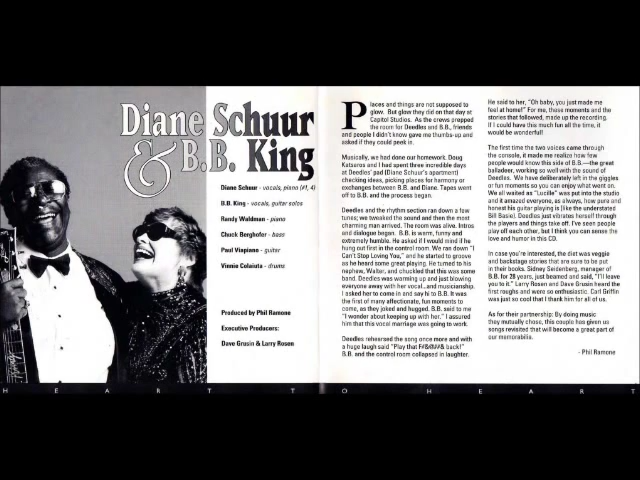 Diane Schuur
& B.B. King
Diane Schuur - vocals, piano (#1, 4)
B.B. King - vocals, guitar solos
Randy Waldman - piano
Chuck Berghofer - bass
Paul Viapiano - guitar
Vinnie Colaiuta - drums
Produced by Phil Ramone
Executive Producers:
Dave Grusin & Larry Rosen
Places and things are not supposed to
glow. But glow they did on that day at
Capitol Studios. As the crews prepped
the room for Deedles and B.B., friends
and people I didn't know gave me thumbs-up and
asked if they could peek in.
Musically, we had done our homework. Doug
Katsaros and I had spent three incredible days
at Deedles' pad (Diane Schuur's apartment)
checking ideas, picking places for harmony or
exchanges between B.B. and Diane. Tapes went
off to B.B. and the process began.
Deedles and the rhythm section ran down a few
tunes; we tweaked the sound and then the most
charming man arrived. The room was alive. Intros
and dialogue began. B.B. is warm, funny and
extremely humble. He asked if I would mind if he
hung out first in the control room. We ran down "I
Can't Stop Loving You," and he started to groove
as he heard some great playing. He turned to his
nephew, Walter, and chuckled that this was some
band. Deedles was warming up and just blowing
everyone away with her vocal...and musicianship.
I asked her to come in and say hi to B.B. It was
the first of many affectionate, fun moments to
come, as they joked and hugged. B.B. said to me
"I wonder about keeping up with her." I assured
him that this vocal marriage was going to work.
Deedles rehearsed the song once more and with
a huge laugh said "Play that back!"
B.B. and the control room collapsed in laughter.
He said to her, "Oh baby, you just made me
feel at home!" For me, these moments and the
stories that followed, made up the recording.
If I could have this much fun all the time, it
would be wonderful!
The first time the two voices came through
the console, it made me realize how few
people would know this side of B.B.—the great
balladeer, working so well with the sound of
Deedles. We have deliberately left in the giggles
or fun moments so you can enjoy what went on.
We all waited as "Lucille" was put into the studio
and it amazed everyone, as always, how pure and
honest his guitar playing is (like the understated
Bill Basie). Deedles just vibrates herself through
the players and things take off. I've seen people
play off each other, but I think you can sense the
love and humor in this CD.
In case you're interested, the diet was veggie
and backstage stories that are sure to be put
in their books. Sidney Seidenberg, manager of
B.B. for 28 years, just beamed and said, "I'll leave
you to it." Larry Rosen and Dave Grusin heard the
first roughs and were so enthusiastic. Carl Griffin
was just so cool that I thank him for all of us.
As for their partnership: By doing music
they mutually chose, this couple has given us
songs revisited that will become a great part of
our memorabilia.
- Phil Ramone
HEART TO HEART